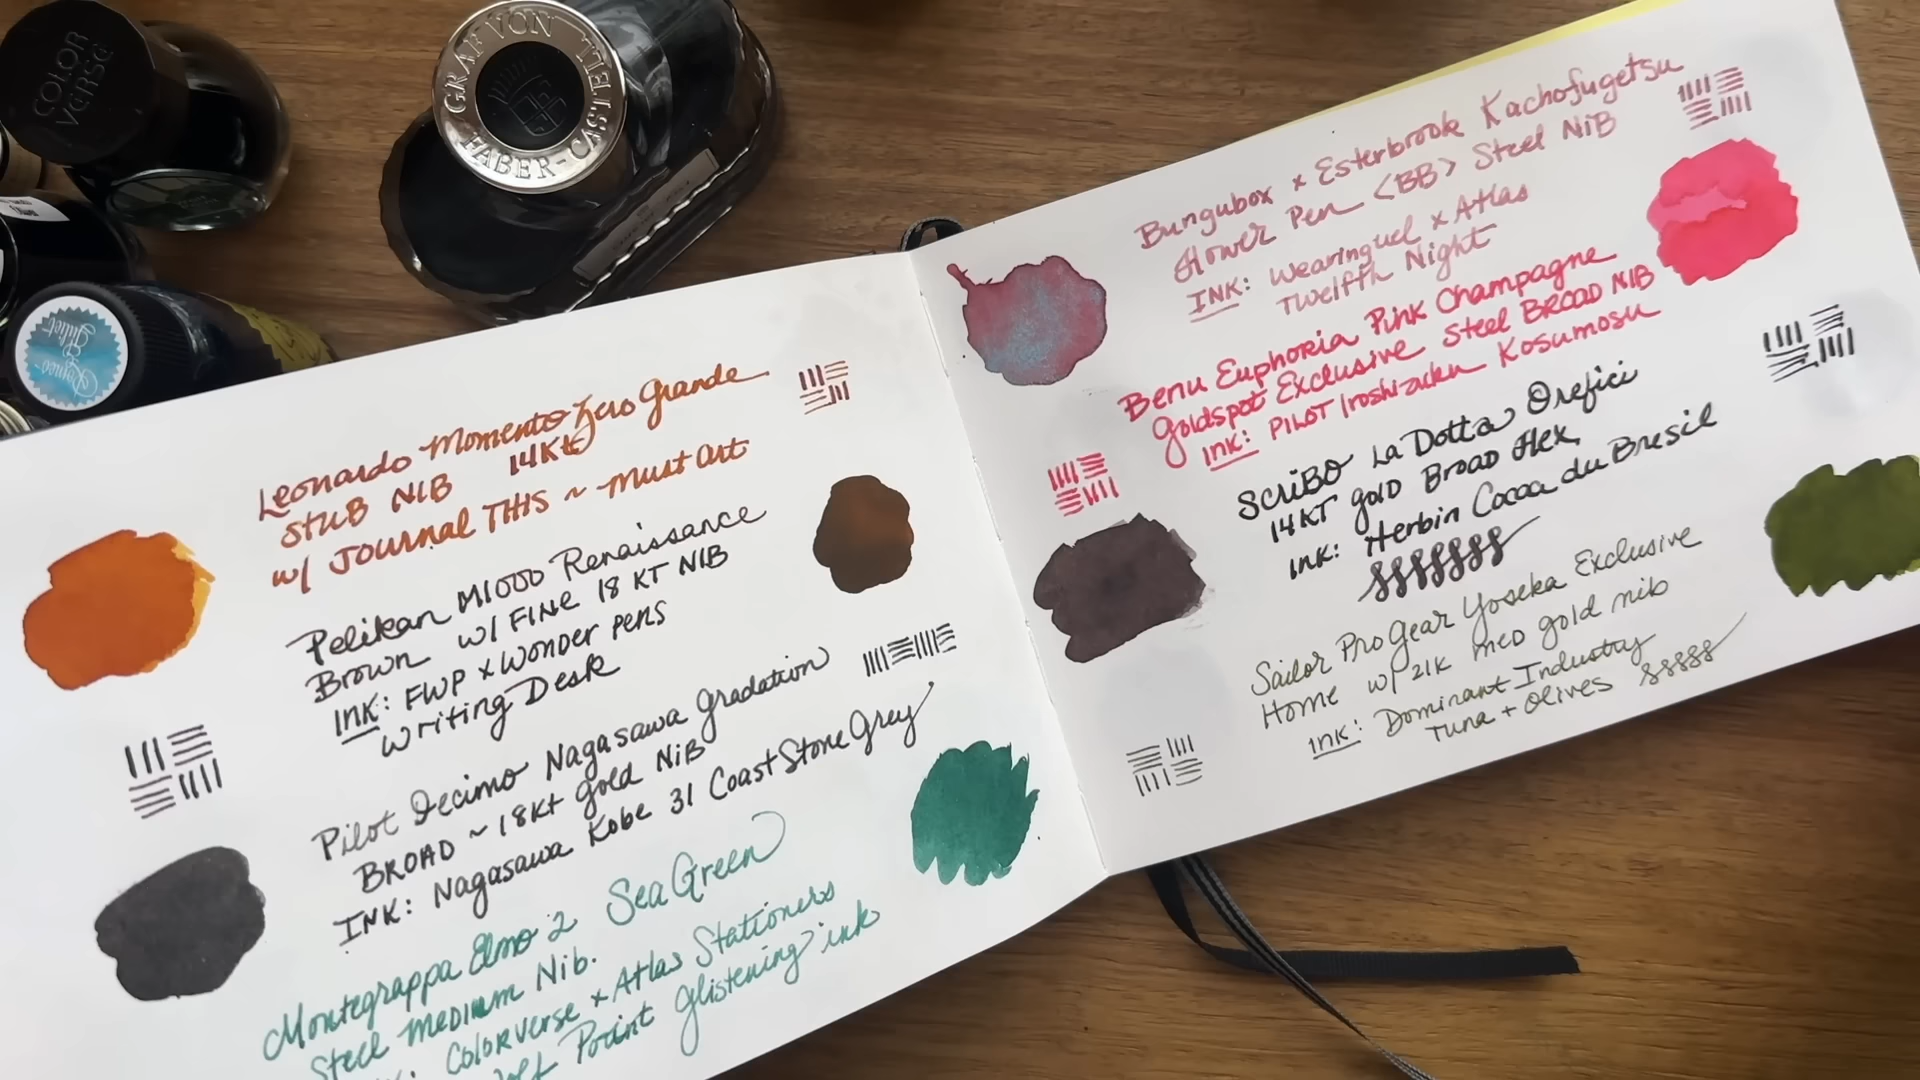 COLOR
VERSE
GRAF VON
FABER-CASTELL
Romeo
Juliet
Leonardo Momento Zero Grande
STUB NIB 14Kt
w/ Journal THIS ~ Must Art
Pelikan M1000 Renaissance
Brown w/ FINE 18 KT NIB
INK: FWP x Wonder Pens
Writing Desk
Pilot Decimo Nagasawa Gradation
BROAD ~ 18Kt gold NiB
INK: Nagasawa Kobe 31 Coast Stone Grey
Montegrappa Elmo 2 Sea Green
Steel medium Nib.
Colorverse x Atlas Stationers
Point glistening ink
Bungubox x Esterbrook Kachofugetsu
Flower Pen <BB> Steel NiB
INK: Wearingeul x Atlas
Twelfth Night
Benu Euphoria Pink Champagne
Goldspot Exclusive Steel BROAD NIB
Ink: PILOT Iroshizuku Kosumosu
SCRiBO La Dotta Orefici
14KT gold Broad Flex
Ink: Herbin Cacao du Bresil
Sailor Pro Gear Yoseka Exclusive
Home w/ 21K med gold nib
Ink: Dominant Industry
Tuna + Olives